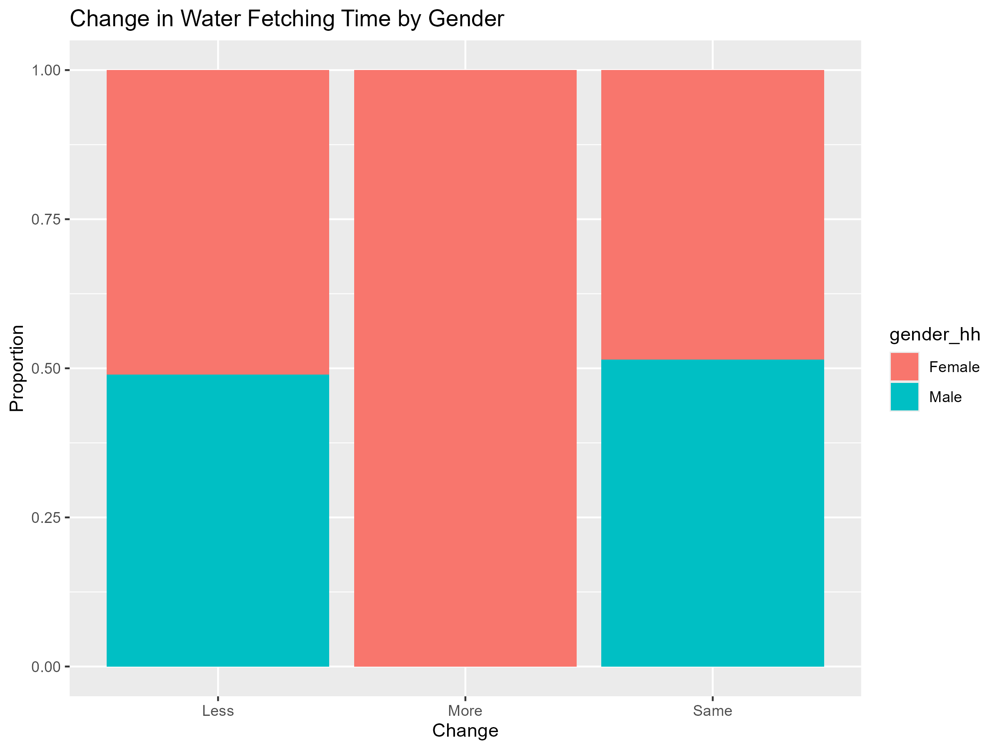 Change in Water Fetching Time by Gender
1.00
0.75
0.50
0.25
0.00
Proportion
Less
More
Same
Change
gender_hh
Female
Male